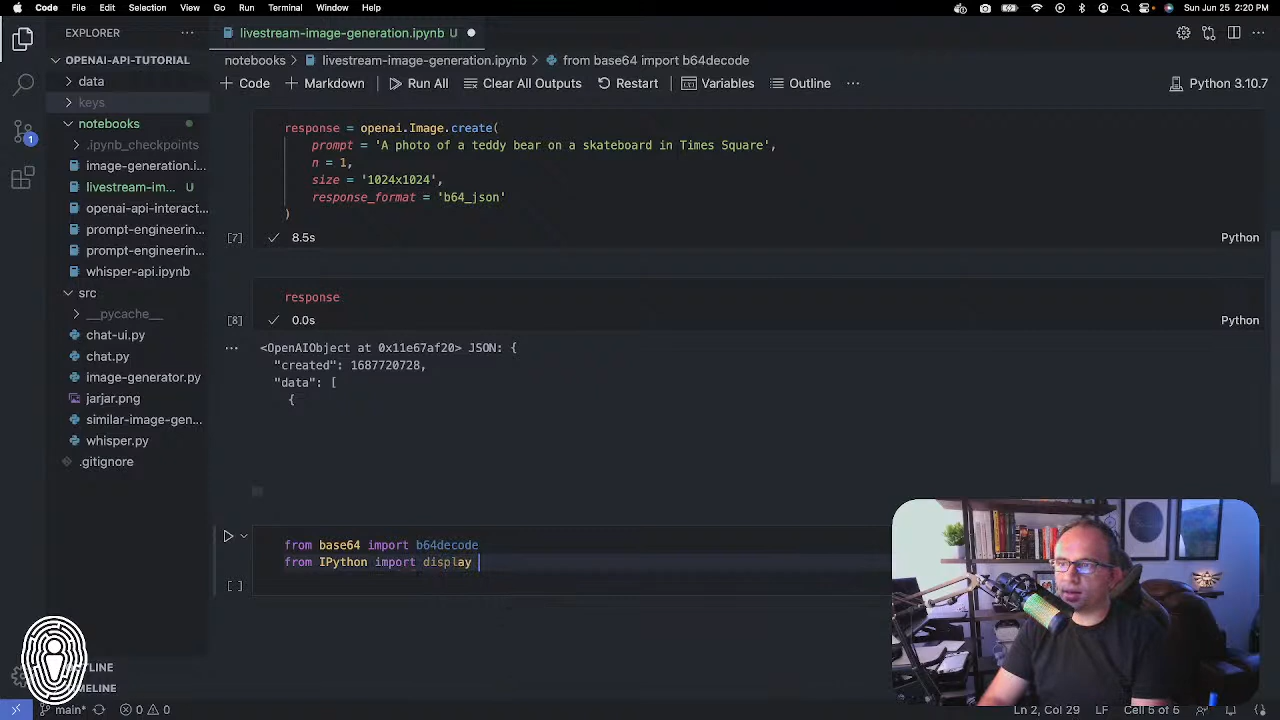 Code File Edit Selection View Go Run Terminal Window Help Sun Jun 25 2:20 PM
EXPLORER
livestream-image-generation.ipynb U
OPENAI-API-TUTORIAL
notebooks > livestream-image-generation.ipynb > from base64 import b64decode
+ Code + Markdown Run All Clear All Outputs Restart Variables Outline ... Python 3.10.7
data
keys
notebooks
.ipynb_checkpoints
image-generation.i...
livestream-im... U
openai-api-interact...
prompt-engineerin...
prompt-engineerin...
whisper-api.ipynb
src
__pycache__
chat-ui.py
chat.py
image-generator.py
jarjar.png
similar-image-gen...
whisper.py
.gitignore
1
OUTLINE
TIMELINE
response = openai.Image.create(
prompt = 'A photo of a teddy bear on a skateboard in Times Square',
n = 1,
size = '1024x1024',
response_format = 'b64_json'
)
[7] 8.5s Python
response
[8] 0.0s Python
<OpenAIObject at 0x11e67af20> JSON: {
"created": 1687720728,
"data": [
{
from base64 import b64decode
from IPython import display
[ ]
main* 0 0 Ln 2, Col 29 LF Cell 5 of 6